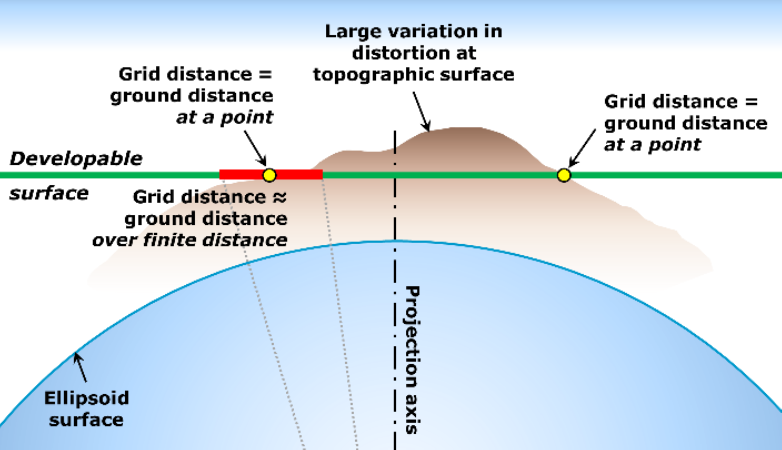 Large variation in
distortion at
topographic surface
Grid distance =
ground distance
at a point
Grid distance =
ground distance
at a point
Developable
surface
Grid distance ≈
ground distance
over finite distance
Projection axis
Ellipsoid
surface